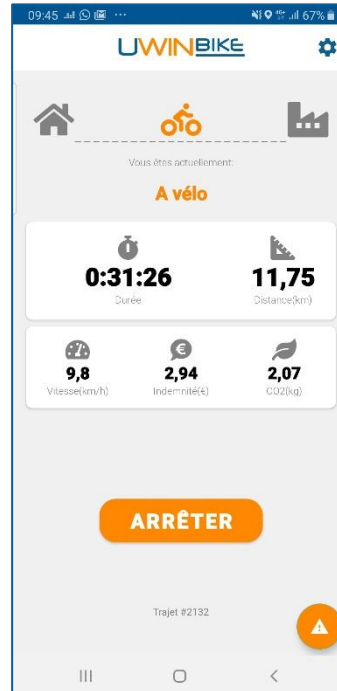 09:45 67%
UWINBIKE
Vous êtes actuellement:
A vélo
0:31:26 11,75
Durée Distance(km)
9,8 2,94 2,07
Vitesse(km/h) Indemnité(€) CO2(kg)
ARRÊTER
Trajet #2132